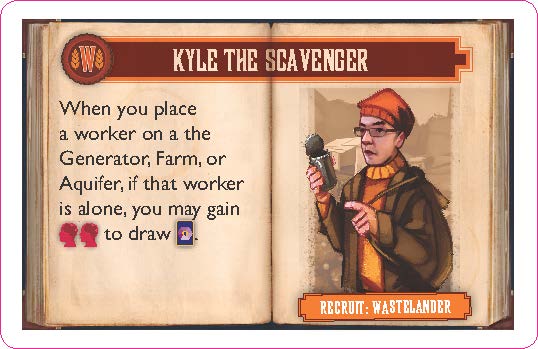 W
KYLE THE SCAVENGER
When you place
a worker on a the
Generator, Farm, or
Aquifer, if that worker
is alone, you may gain
to draw .
RECRUIT: WASTELANDER